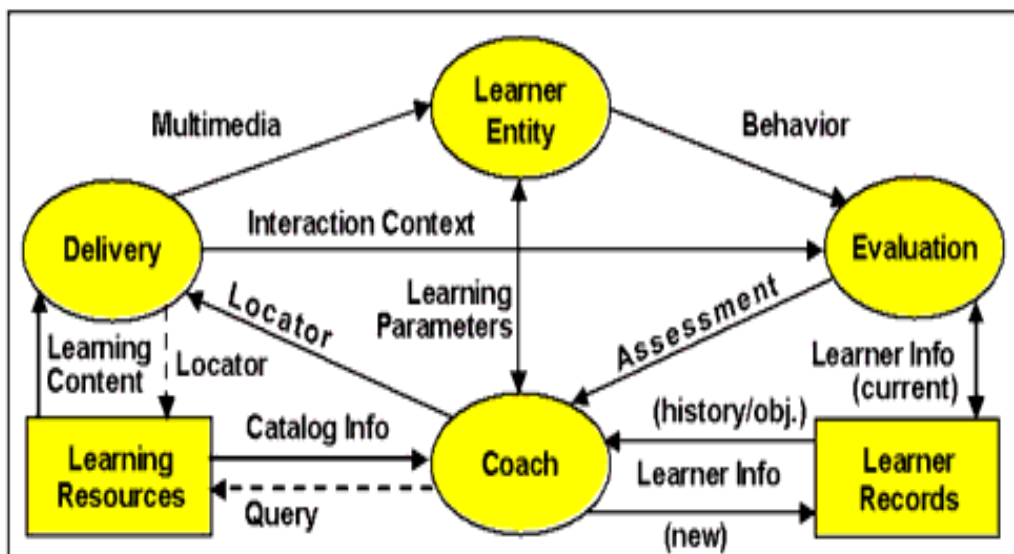 Learner
Entity
Multimedia
Behavior
Delivery
Interaction Context
Evaluation
Learning
Parameters
Locator
Assessment
Learning
Content
Locator
Learner Info
(current)
Learning
Resources
Catalog Info
Query
Coach
(history/obj.)
Learner Info
(new)
Learner
Records